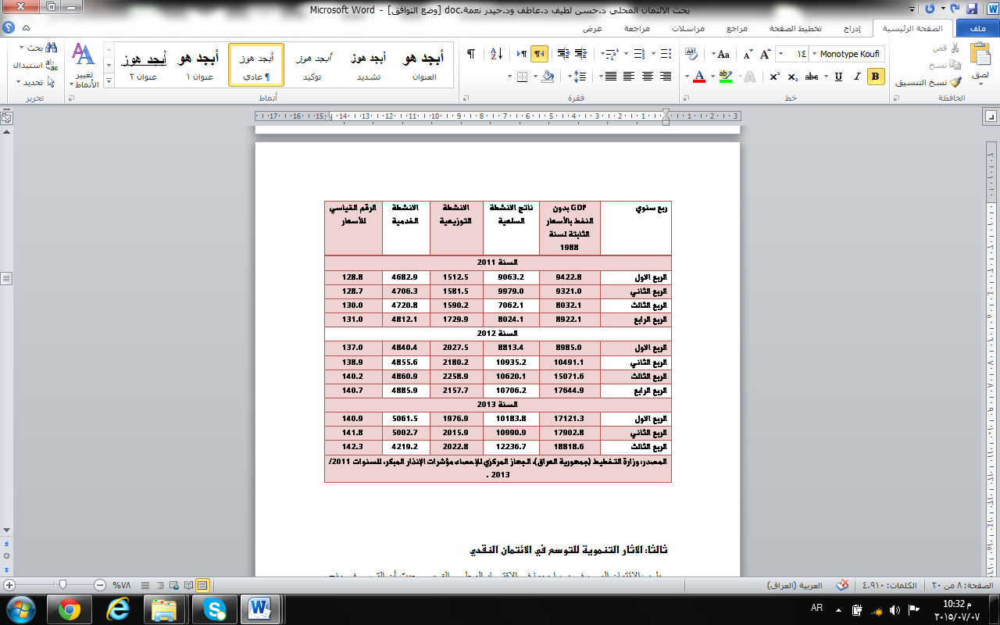 بحث الائتمان المحلي د.حسن لطيف د.عاطف ود.حيدر نعمة.doc [وضع التوافق] - Microsoft Word
ملف الصفحة الرئيسية إدراج تخطيط الصفحة مراجع مراسلات مراجعة عرض
لصق
قص
نسخ
نسخ التنسيق
الحافظة
Monotype Koufi ١٤
خط
فقرة
أبجد هوز العنوان
أبجد هوز تشديد
أبجد هوز توكيد
أبجد هوز ¶ عادي
أبجد هو عنوان ١
أبجد هوز عنوان ٢
تغيير الأنماط
أنماط
بحث
استبدال
تحديد
تحرير
3 2 1 1 2 3 4 5 6 7 8 9 10 11 12 13 14 15 16 17
ربع سنوي GDP بدون النفط بالأسعار الثابتة لسنة 1988 ناتج الانشطة السلعية الانشطة التوزيعية الانشطة الخدمية الرقم القياسي للأسعار
السنة 2011
الربع الاول 9422.8 9063.2 1512.5 4682.9 128.8
الربع الثاني 9321.0 9979.0 1581.5 4706.3 128.7
الربع الثالث 8032.1 7062.1 1590.2 4720.8 130.0
الربع الرابع 8922.1 8024.1 1729.9 4812.1 131.0
السنة 2012
الربع الاول 8985.0 8813.4 2027.5 4840.4 137.0
الربع الثاني 10491.1 10935.2 2180.2 4855.6 138.9
الربع الثالث 15071.6 10620.1 2258.9 4860.9 140.2
الربع الرابع 17644.9 10706.2 2157.7 4885.9 140.7
السنة 2013
الربع الاول 17121.3 10183.8 1976.9 5061.5 140.9
الربع الثاني 17902.8 10990.9 2015.9 5002.7 141.8
الربع الثالث 18818.6 12236.7 2022.8 4219.2 142.3
المصدر: وزارة التخطيط (جمهورية العراق)، الجهاز المركزي للإحصاء، مؤشرات الإنذار المبكر، للسنوات 2011/
2013 .
ثالثا: الاثار التنموية للتوسع في الائتمان النقدي
الصفحة: ٨ من ٢٠ الكلمات: ٤.٩١٠ العربية (العراق) ٧٨%
AR
10:32 م
٢٠١٥/٠٧/٠٧